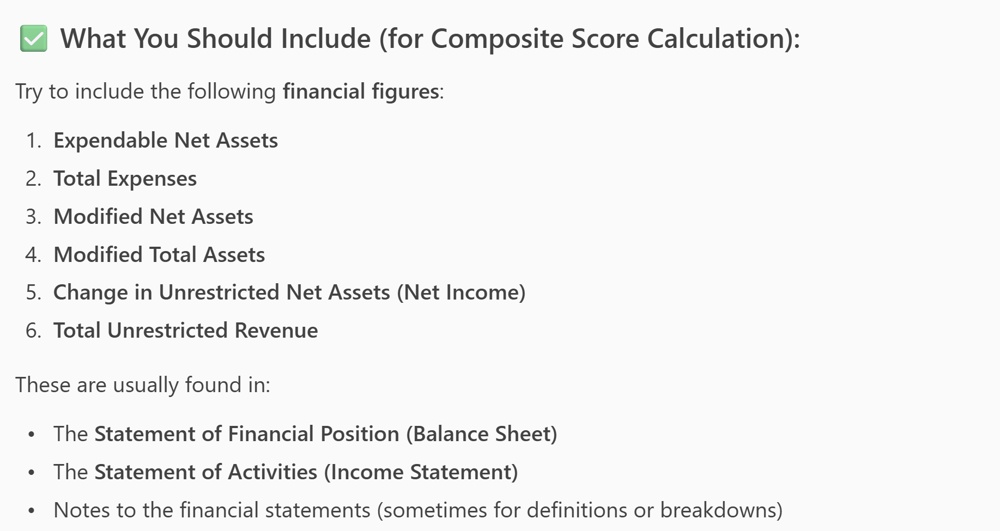 ✅ What You Should Include (for Composite Score Calculation):
Try to include the following financial figures:
1. Expendable Net Assets
2. Total Expenses
3. Modified Net Assets
4. Modified Total Assets
5. Change in Unrestricted Net Assets (Net Income)
6. Total Unrestricted Revenue
These are usually found in:
• The Statement of Financial Position (Balance Sheet)
• The Statement of Activities (Income Statement)
• Notes to the financial statements (sometimes for definitions or breakdowns)